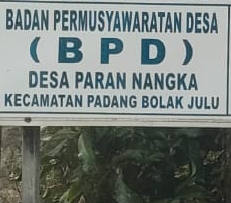 BADAN PERMUSYAWARATAN DESA
( B P D )
DESA PARAN NANGKA
KECAMATAN PADANG BOLAK JULU